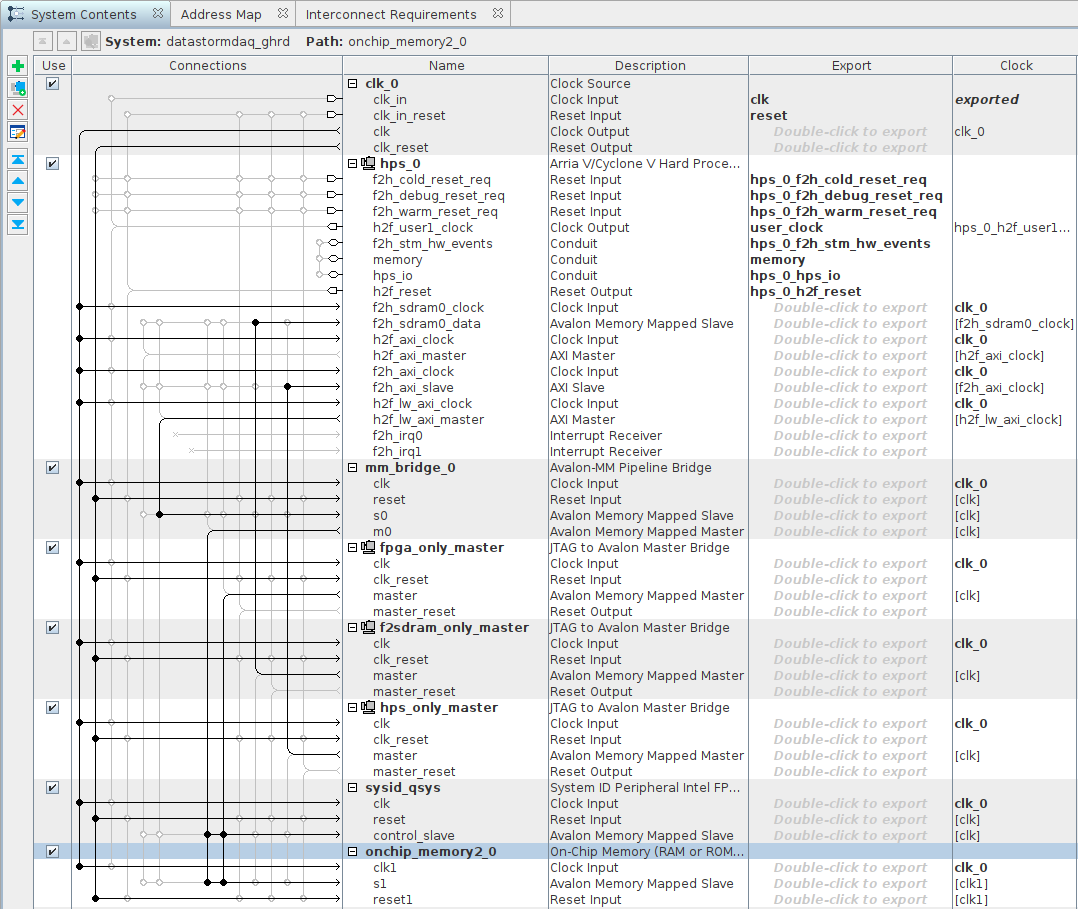 System Contents Address Map Interconnect Requirements
System: datastormdaq_ghrd Path: onchip_memory2_0
Use Connections Name Description Export Clock
clk_0 Clock Source
clk_in Clock Input clk exported
clk_in_reset Reset Input reset
clk Clock Output Double-click to export clk_0
clk_reset Reset Output Double-click to export
hps_0 Arria V/Cyclone V Hard Proce...
f2h_cold_reset_req Reset Input hps_0_f2h_cold_reset_req
f2h_debug_reset_req Reset Input hps_0_f2h_debug_reset_req
f2h_warm_reset_req Reset Input hps_0_f2h_warm_reset_req
h2f_user1_clock Clock Output user_clock hps_0_h2f_user1...
f2h_stm_hw_events Conduit hps_0_f2h_stm_hw_events
memory Conduit memory
hps_io Conduit hps_0_hps_io
h2f_reset Reset Output hps_0_h2f_reset
f2h_sdram0_clock Clock Input Double-click to export clk_0
f2h_sdram0_data Avalon Memory Mapped Slave Double-click to export [f2h_sdram0_clock]
h2f_axi_clock Clock Input Double-click to export clk_0
h2f_axi_master AXI Master Double-click to export [h2f_axi_clock]
f2h_axi_clock Clock Input Double-click to export clk_0
f2h_axi_slave AXI Slave Double-click to export [f2h_axi_clock]
h2f_lw_axi_clock Clock Input Double-click to export clk_0
h2f_lw_axi_master AXI Master Double-click to export [h2f_lw_axi_clock]
f2h_irq0 Interrupt Receiver Double-click to export
f2h_irq1 Interrupt Receiver Double-click to export
mm_bridge_0 Avalon-MM Pipeline Bridge
clk Clock Input Double-click to export clk_0
reset Reset Input Double-click to export [clk]
s0 Avalon Memory Mapped Slave Double-click to export [clk]
m0 Avalon Memory Mapped Master Double-click to export [clk]
fpga_only_master JTAG to Avalon Master Bridge
clk Clock Input Double-click to export clk_0
clk_reset Reset Input Double-click to export
master Avalon Memory Mapped Master Double-click to export [clk]
master_reset Reset Output Double-click to export
f2sdram_only_master JTAG to Avalon Master Bridge
clk Clock Input Double-click to export clk_0
clk_reset Reset Input Double-click to export
master Avalon Memory Mapped Master Double-click to export [clk]
master_reset Reset Output Double-click to export
hps_only_master JTAG to Avalon Master Bridge
clk Clock Input Double-click to export clk_0
clk_reset Reset Input Double-click to export
master Avalon Memory Mapped Master Double-click to export [clk]
master_reset Reset Output Double-click to export
sysid_qsys System ID Peripheral Intel FP...
clk Clock Input Double-click to export clk_0
reset Reset Input Double-click to export [clk]
control_slave Avalon Memory Mapped Slave Double-click to export [clk]
onchip_memory2_0 On-Chip Memory (RAM or ROM...
clk1 Clock Input Double-click to export clk_0
s1 Avalon Memory Mapped Slave Double-click to export [clk1]
reset1 Reset Input Double-click to export [clk1]